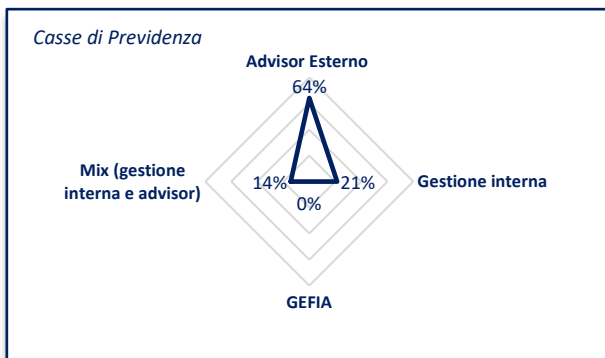 Casse di Previdenza
Advisor Esterno
64%
Mix (gestione
interna e advisor)
14%
21%
Gestione interna
0%
GEFIA